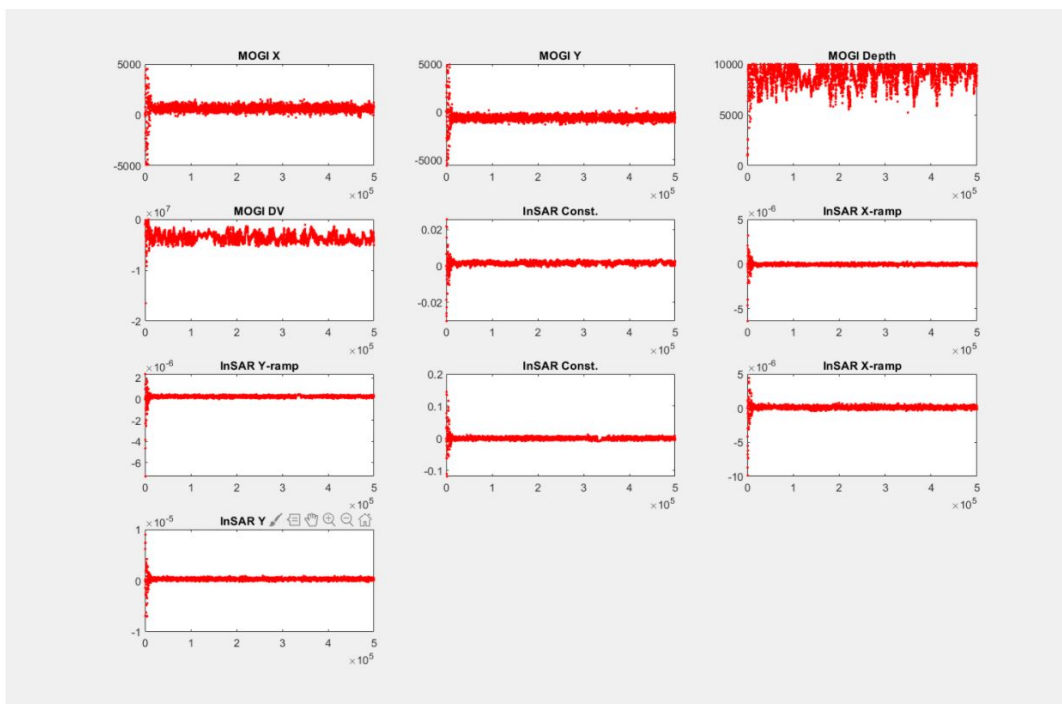 MOGI X
5000
0
-5000
0 1 2 3 4 5
×10^5
MOGI Y
5000
0
-5000
0 1 2 3 4 5
×10^5
MOGI Depth
10000
5000
0
0 1 2 3 4 5
×10^5
×10^7
MOGI DV
0
-1
-2
0 1 2 3 4 5
×10^5
InSAR Const.
0.02
0
-0.02
0 1 2 3 4 5
×10^5
×10^-6
InSAR X-ramp
5
0
-5
0 1 2 3 4 5
×10^5
×10^-6
InSAR Y-ramp
2
0
-2
-4
-6
0 1 2 3 4 5
×10^5
InSAR Const.
0.2
0.1
0
-0.1
0 1 2 3 4 5
×10^5
×10^-6
InSAR X-ramp
5
0
-5
-10
0 1 2 3 4 5
×10^5
×10^-5
InSAR Y
1
0
-1
0 1 2 3 4 5
×10^5